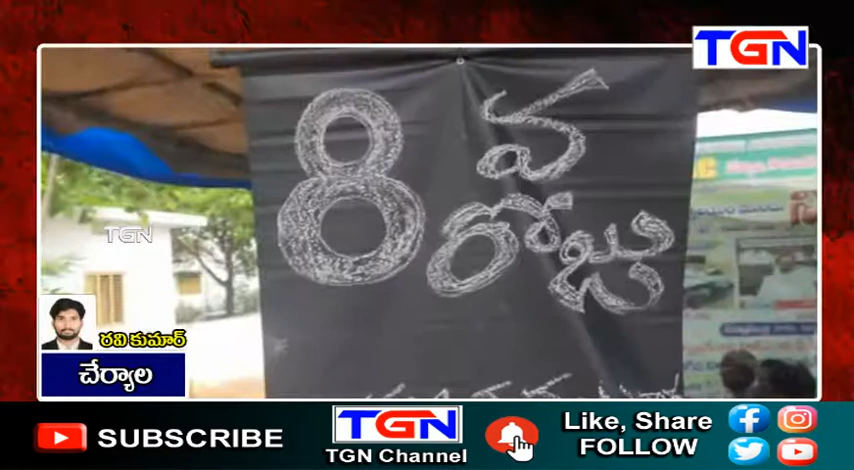 TGN
8 వ
రోజు
TGN
రవి కుమార్
చేర్యాల
SUBSCRIBE
TGN
TGN Channel
Like, Share
FOLLOW